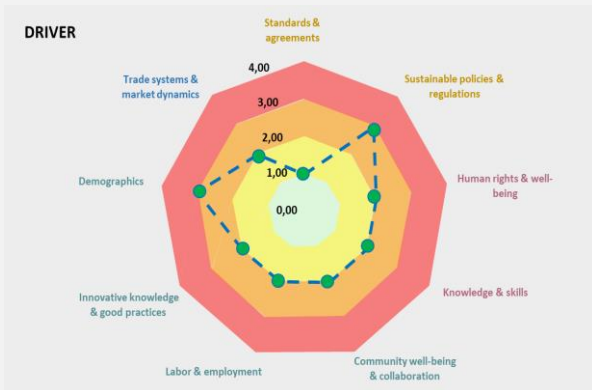 DRIVER
Standards &
agreements
4,00
3,00
2,00
1,00
0,00
Sustainable policies &
regulations
Human rights & well-
being
Knowledge & skills
Community well-being
& collaboration
Labor & employment
Innovative knowledge
& good practices
Demographics
Trade systems &
market dynamics